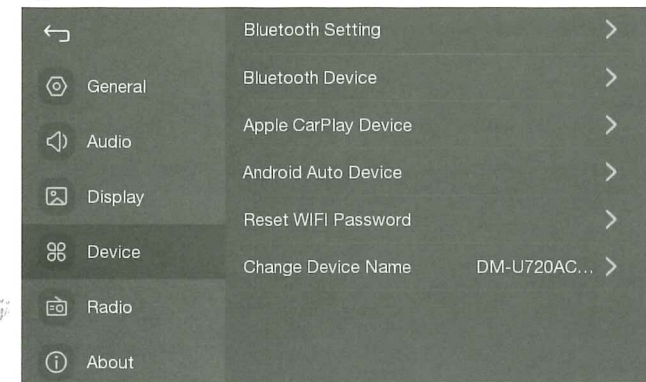 General
Audio
Display
Device
Radio
About
Bluetooth Setting
Bluetooth Device
Apple CarPlay Device
Android Auto Device
Reset WIFI Password
Change Device Name DM-U720AC...